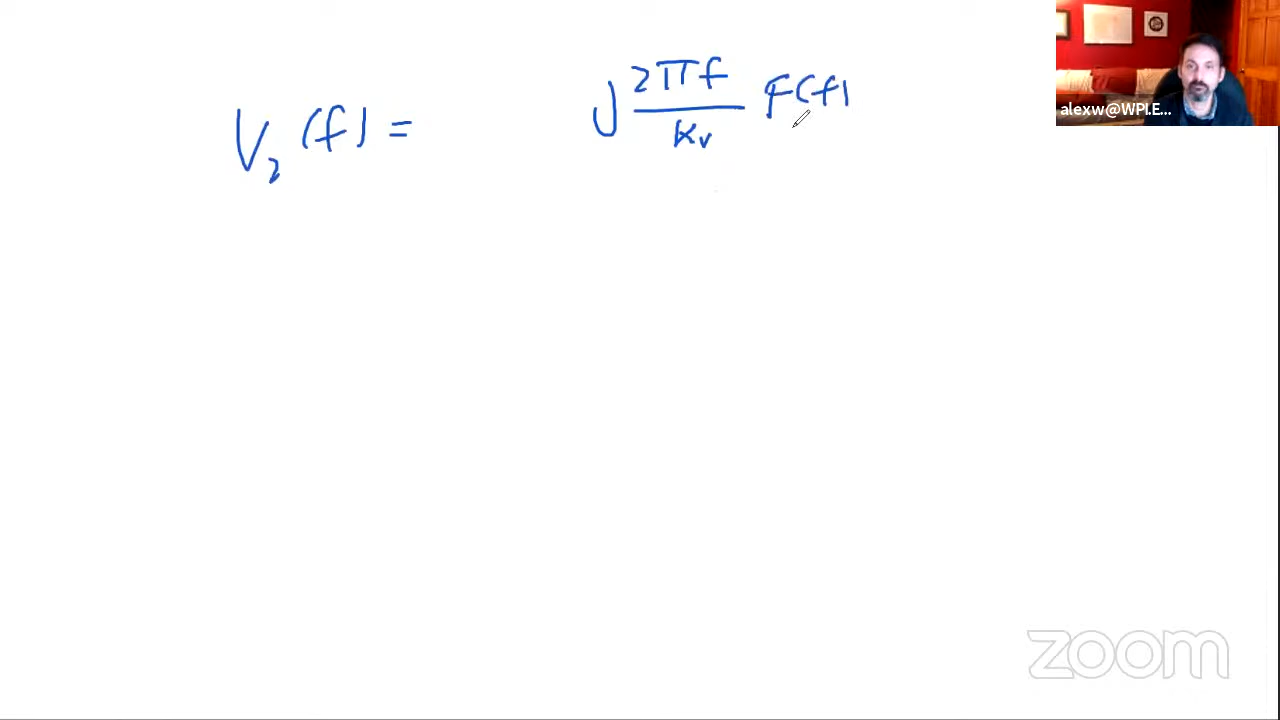 V₂(f) = j 2πf/Kv F(f)
alexw@WPI.E...
zoom